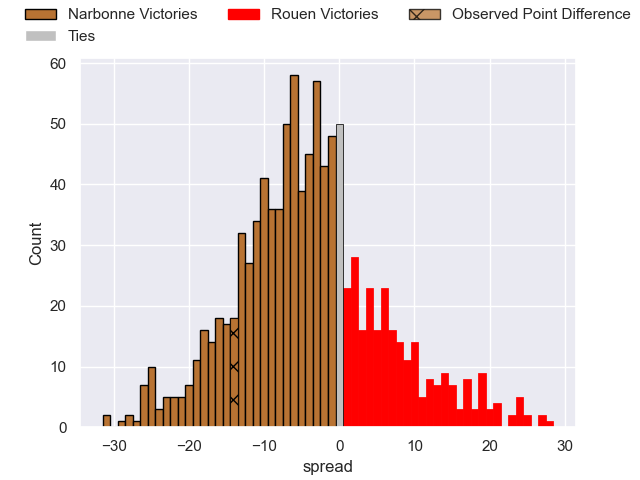 Narbonne Victories
Rouen Victories
Observed Point Difference
Ties
60
50
40
30
20
10
0
Count
−30
−20
−10
0
10
20
30
spread